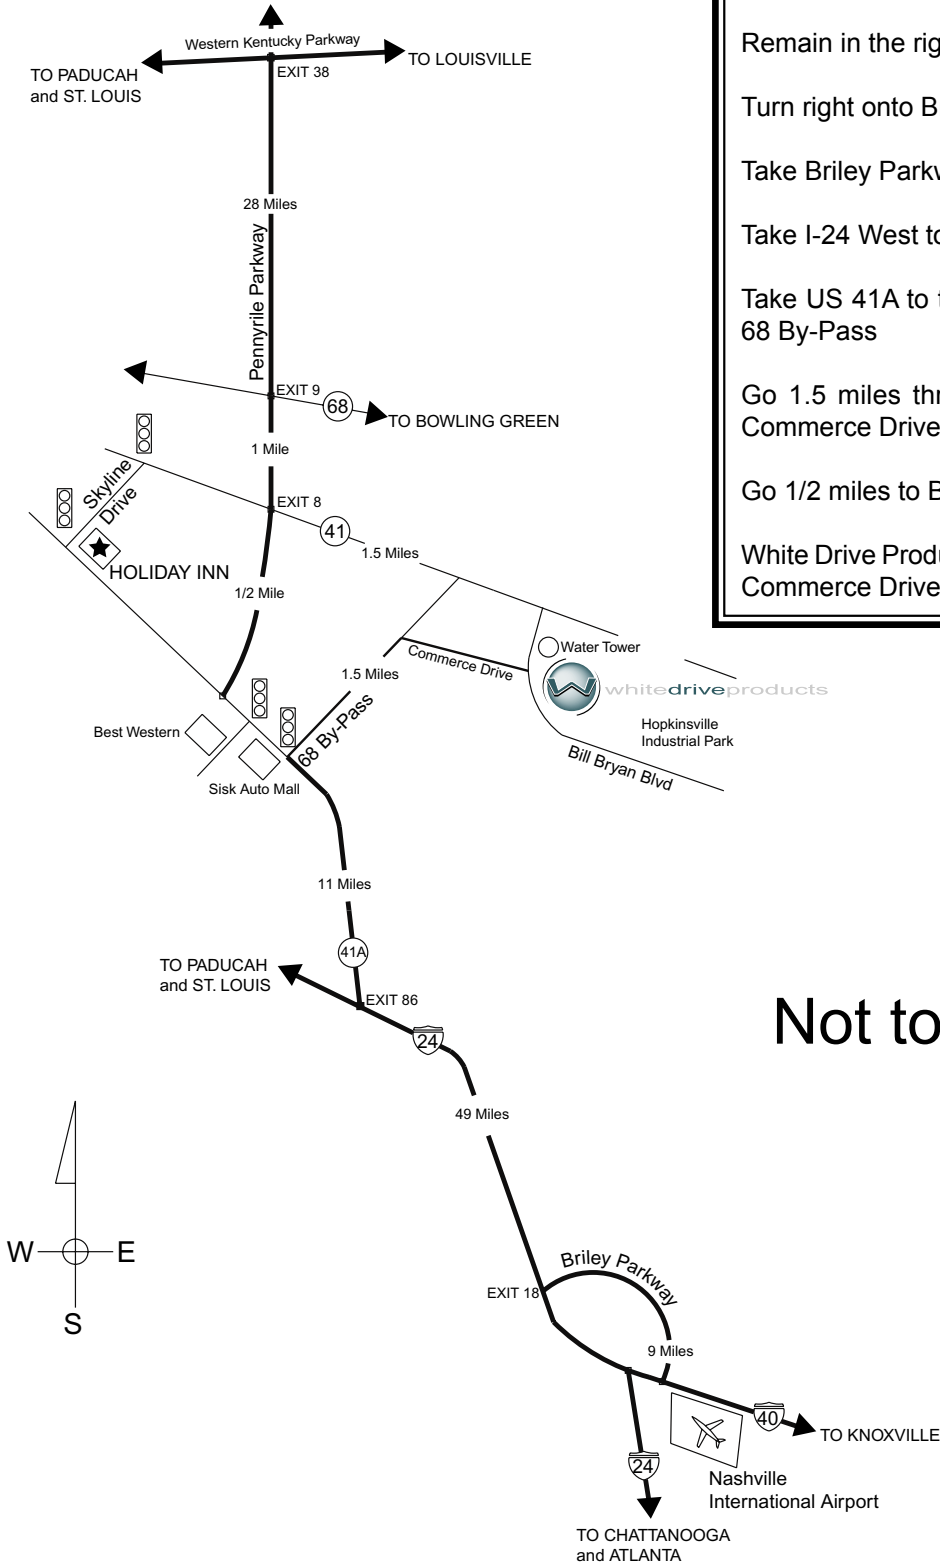 Western Kentucky Parkway
TO PADUCAH
and ST. LOUIS
TO LOUISVILLE
EXIT 38
28 Miles
Pennyrile Parkway
EXIT 9
68
TO BOWLING GREEN
1 Mile
Skyline
Drive
EXIT 8
41
1.5 Miles
HOLIDAY INN
1/2 Mile
Water Tower
Commerce Drive
1.5 Miles
whitedriveproducts
Hopkinsville
Industrial Park
68 By-Pass
Best Western
Bill Bryan Blvd
Sisk Auto Mall
11 Miles
41A
TO PADUCAH
and ST. LOUIS
EXIT 86
24
49 Miles
W
E
S
Briley Parkway
EXIT 18
9 Miles
40
TO KNOXVILLE
24
Nashville
International Airport
TO CHATTANOOGA
and ATLANTA
Remain in the
Turn right onto
Take Briley
Take I-24 West
Take US 41A to
68 By-Pass
Go 1.5 miles
Commerce Drive
Go 1/2 miles to
White Drive
Commerce Drive
Not to